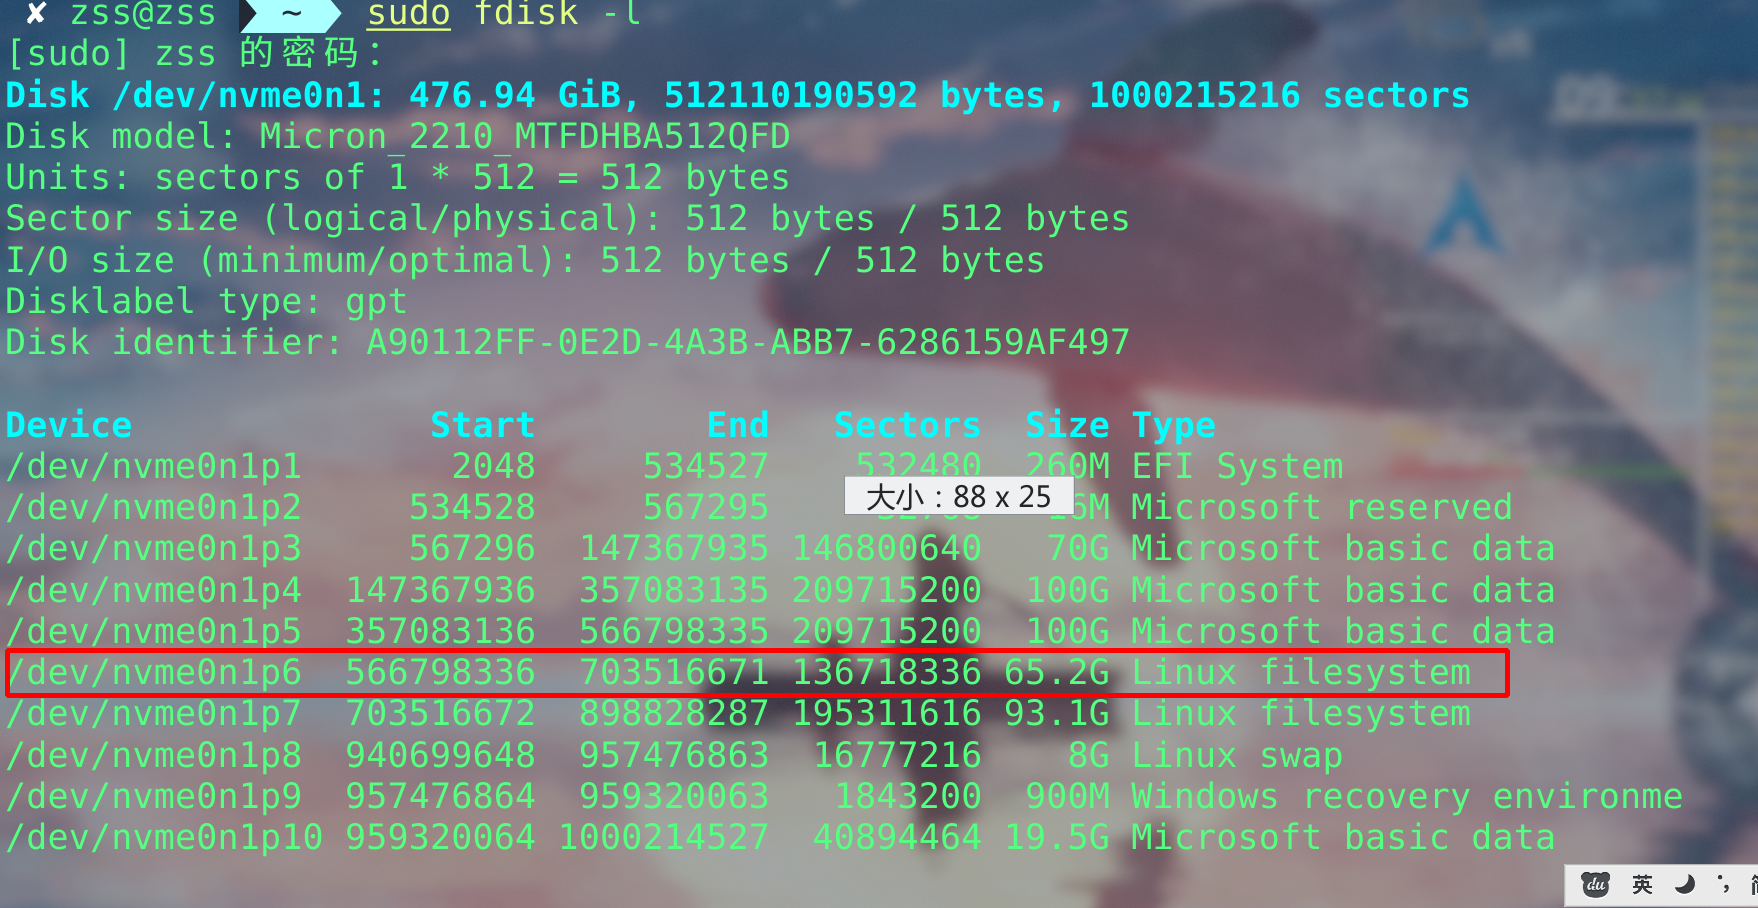 ✘ zss@zss ~ sudo fdisk -l
[sudo] zss 的密码：
Disk /dev/nvme0n1: 476.94 GiB, 512110190592 bytes, 1000215216 sectors
Disk model: Micron_2210_MTFDHBA512QFD
Units: sectors of 1 * 512 = 512 bytes
Sector size (logical/physical): 512 bytes / 512 bytes
I/O size (minimum/optimal): 512 bytes / 512 bytes
Disklabel type: gpt
Disk identifier: A90112FF-0E2D-4A3B-ABB7-6286159AF497
Device Start End Sectors Size Type
/dev/nvme0n1p1 2048 534527 532480 260M EFI System
大小：88 x 25
/dev/nvme0n1p2 534528 567295 Microsoft reserved
/dev/nvme0n1p3 567296 147367935 146800640 70G Microsoft basic data
/dev/nvme0n1p4 147367936 357083135 209715200 100G Microsoft basic data
/dev/nvme0n1p5 357083136 566798335 209715200 100G Microsoft basic data
/dev/nvme0n1p6 566798336 703516671 136718336 65.2G Linux filesystem
/dev/nvme0n1p7 703516672 898828287 195311616 93.1G Linux filesystem
/dev/nvme0n1p8 940699648 957476863 16777216 8G Linux swap
/dev/nvme0n1p9 957476864 959320063 1843200 900M Windows recovery environme
/dev/nvme0n1p10 959320064 1000214527 40894464 19.5G Microsoft basic data
du 英